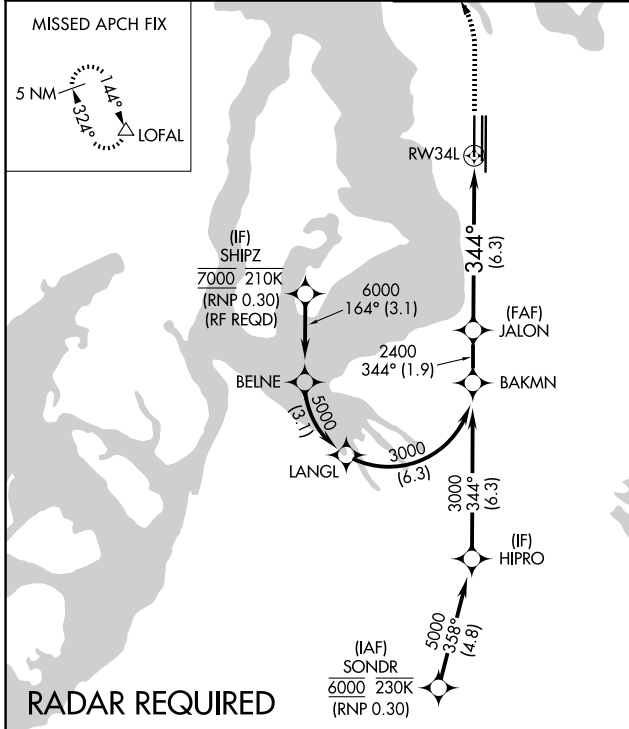 MISSED APCH FIX
5 NM
144°
324°
LOFAL
RW34L
344°
(6.3)
(IF)
SHIPZ
7000 210K
(RNP 0.30)
(RF REQD)
6000
164° (3.1)
(FAF)
JALON
2400
344° (1.9)
BELNE
BAKMN
5000
(3.1)
LANGL
3000
(6.3)
3000
344°
(6.3)
(IF)
HIPRO
5000
358°
(4.8)
(IAF)
SONDR
6000 230K
(RNP 0.30)
RADAR REQUIRED